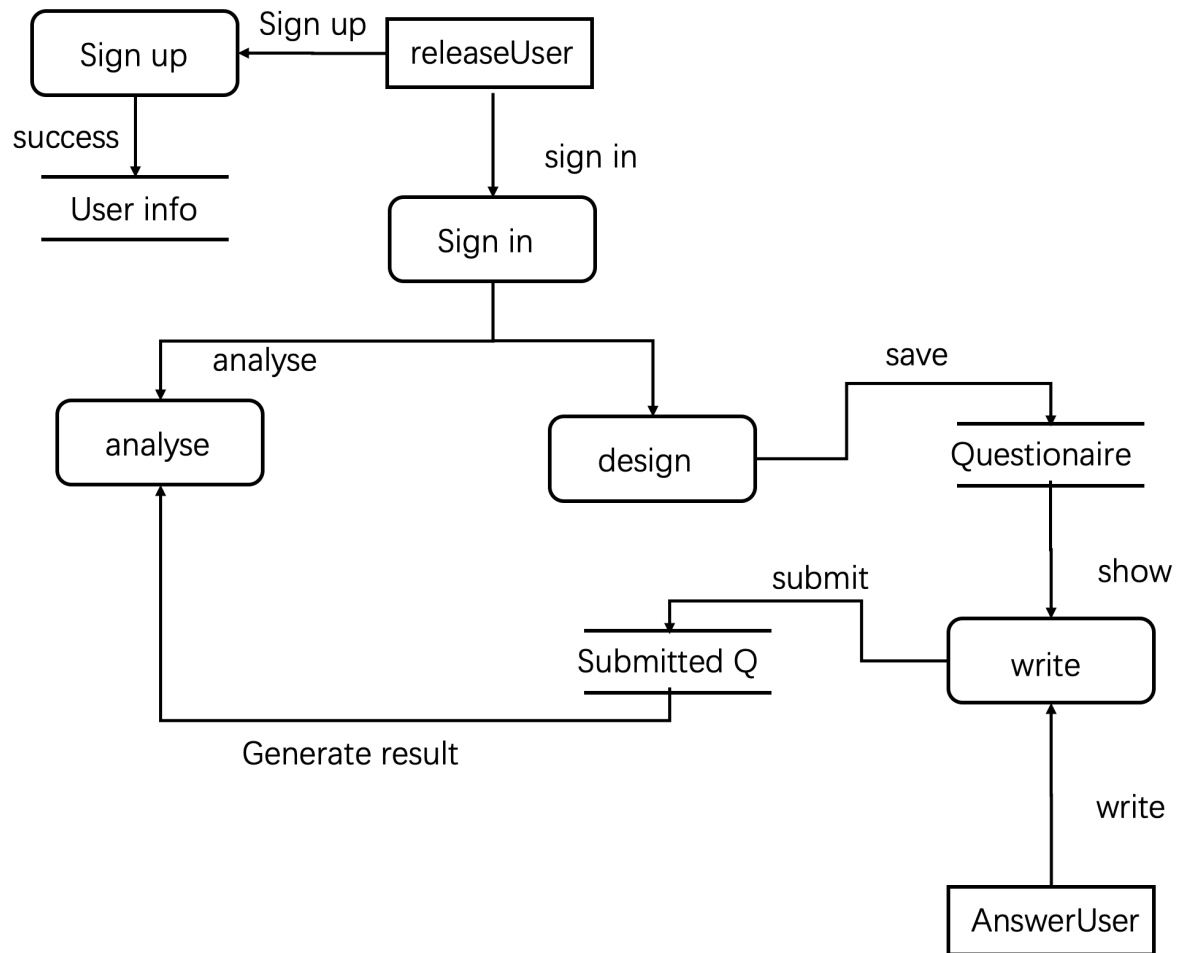 Sign up
Sign up
releaseUser
success
sign in
User info
Sign in
analyse
save
analyse
design
Questionaire
submit
show
Submitted Q
write
Generate result
write
AnswerUser